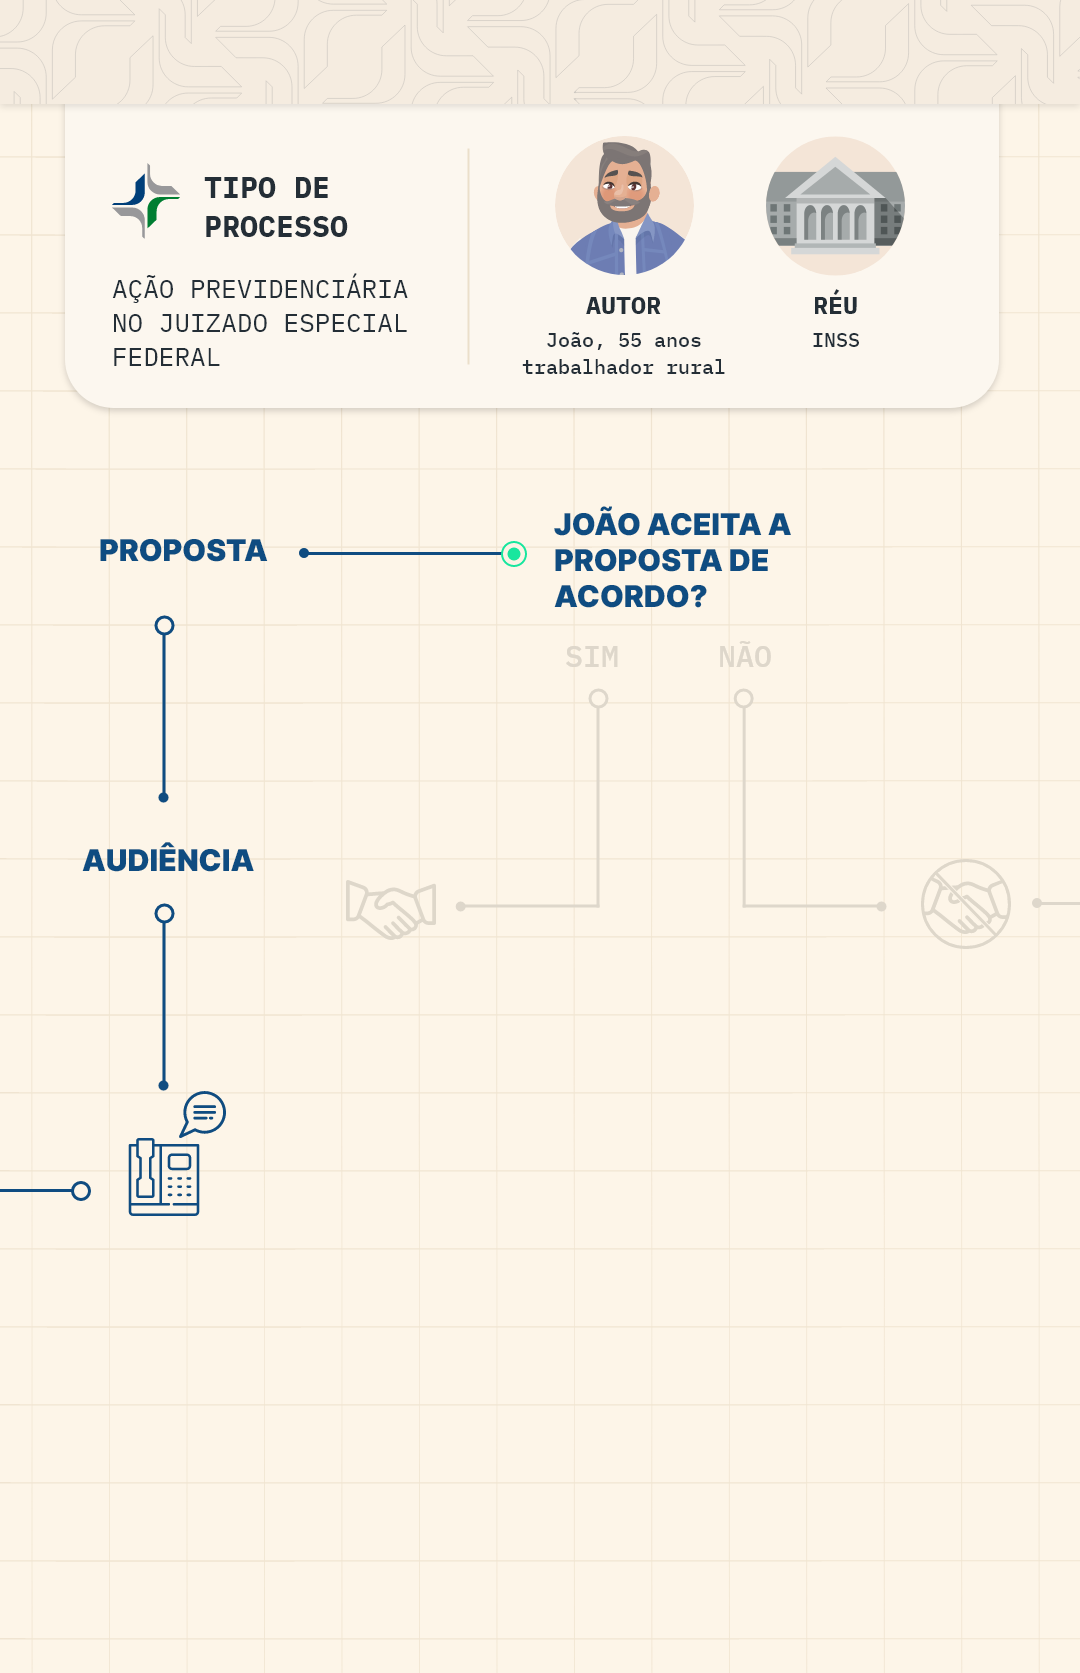 TIPO DE
PROCESSO
AÇÃO PREVIDENCIÁRIA
NO JUIZADO ESPECIAL
FEDERAL
AUTOR
João, 55 anos
trabalhador rural
RÉU
INSS
PROPOSTA
JOÃO ACEITA A
PROPOSTA DE
ACORDO?
SIM
NÃO
AUDIÊNCIA